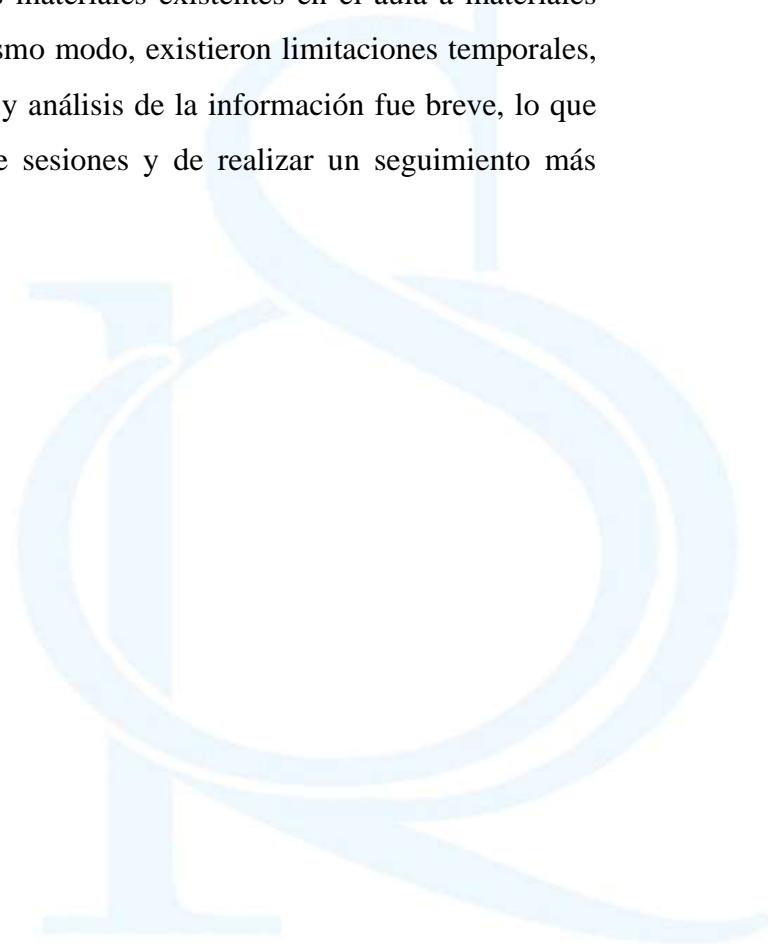 materiales existentes en el aula a materiales
smo modo, existieron limitaciones temporales,
y análisis de la información fue breve, lo que
e sesiones y de realizar un seguimiento más